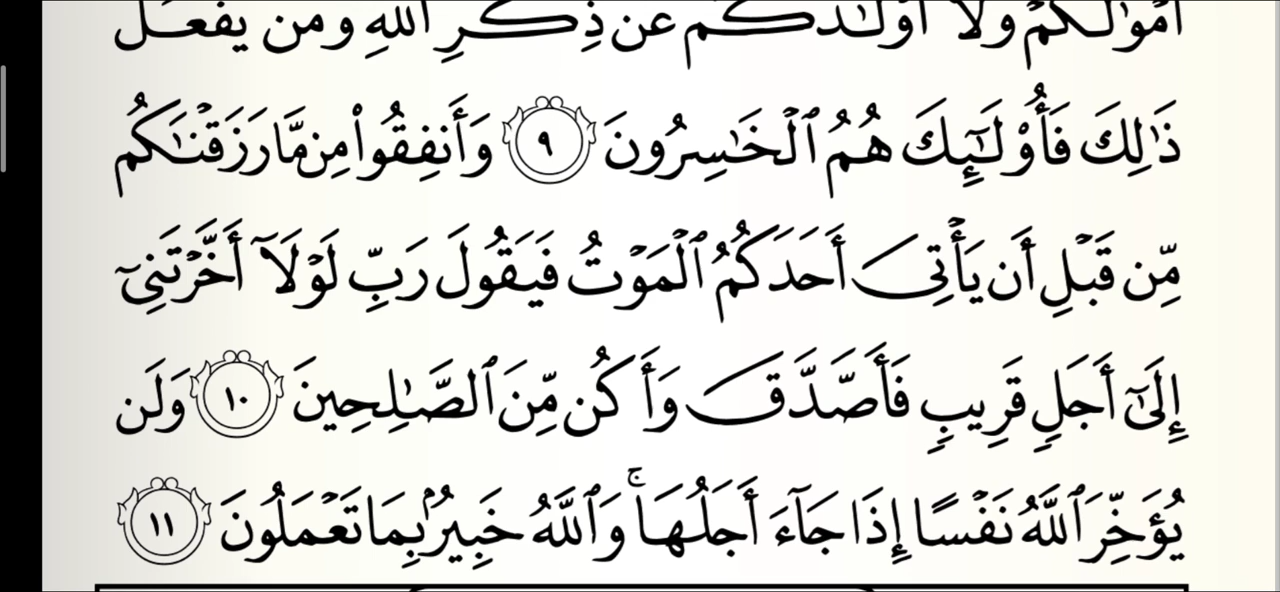 أَمْوَٰلُكُمْ وَلَآ أَوْلَـٰدُكُمْ عَن ذِكْرِ ٱللَّهِ وَمَن يَفْعَلْ
ذَٰلِكَ فَأُو۟لَـٰٓئِكَ هُمُ ٱلْخَـٰسِرُونَ ٩ وَأَنفِقُوا۟ مِن مَّا رَزَقْنَـٰكُم
مِّن قَبْلِ أَن يَأْتِىَ أَحَدَكُمُ ٱلْمَوْتُ فَيَقُولَ رَبِّ لَوْلَآ أَخَّرْتَنِىٓ
إِلَىٰٓ أَجَلٍ قَرِيبٍ فَأَصَّدَّقَ وَأَكُن مِّنَ ٱلصَّـٰلِحِينَ ١٠ وَلَن
يُؤَخِّرَ ٱللَّهُ نَفْسًا إِذَا جَآءَ أَجَلُهَا ۚ وَٱللَّهُ خَبِيرٌۢ بِمَا تَعْمَلُونَ ١١